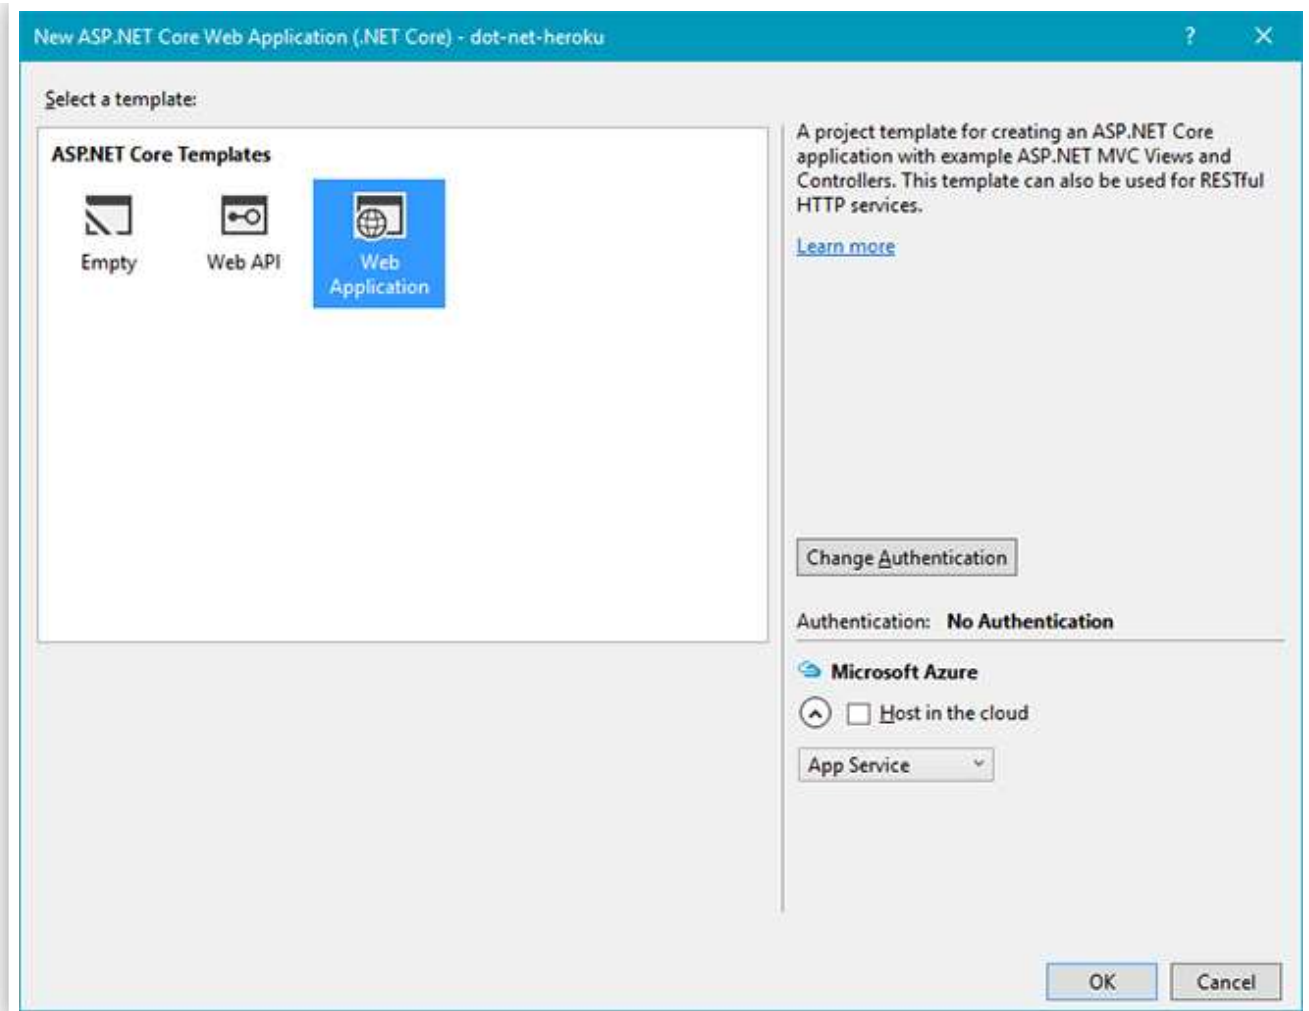 New ASP.NET Core Web Application (.NET Core) - dot-net-heroku
?
Select a template:
ASP.NET Core Templates
Empty
Web API
Web
Application
A project template for creating an ASP.NET Core
application with example ASP.NET MVC Views and
Controllers. This template can also be used for RESTful
HTTP services.
Learn more
Change Authentication
Authentication: No Authentication
Microsoft Azure
Host in the cloud
App Service
OK
Cancel